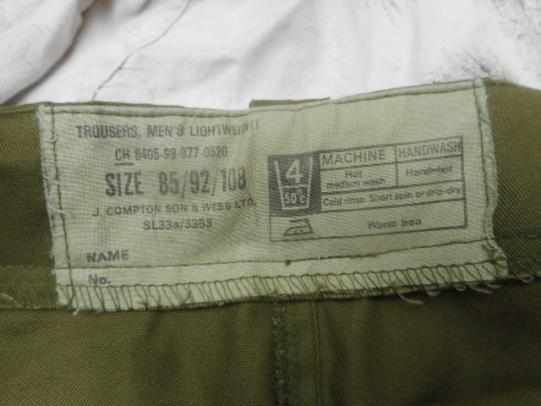 TROUSERS, MEN'S LIGHTWEIGHT
CH 8405-99-977-0520
SIZE 85/92/108
J. COMPTON SON & WEBB LTD.
SL33a/3353
NAME
No.
4
50°c
MACHINE
HANDWASH
Hot medium wash
Hand-hot
Cold rinse. Short spin or drip-dry
Warm Iron